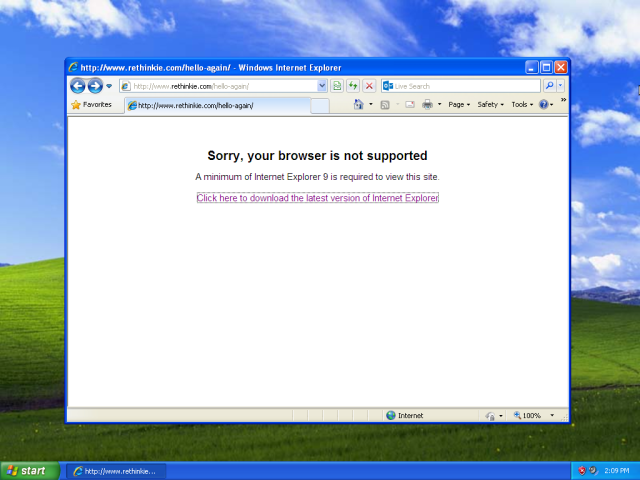 http://www.rethinkie.com/hello-again/ - Windows Internet Explorer
http://www.rethinkie.com/hello-again/
Live Search
Favorites
http://www.rethinkie.com/hello-again/
Page
Safety
Tools
Sorry, your browser is not supported
A minimum of Internet Explorer 9 is required to view this site.
Click here to download the latest version of Internet Explorer
Internet
100%
start
http://www.rethinkie...
2:09 PM